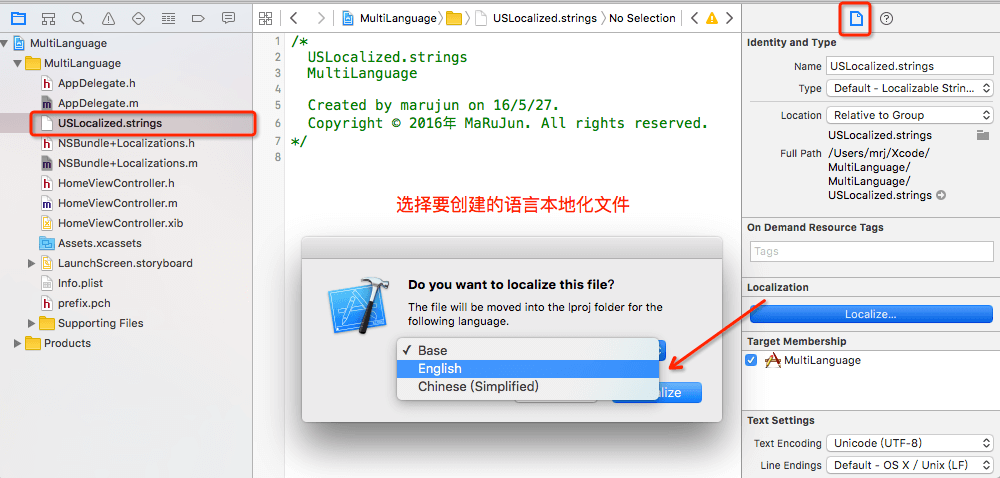 MultiLanguage
MultiLanguage
AppDelegate.h
AppDelegate.m
USLocalized.strings
NSBundle+Localizations.h
NSBundle+Localizations.m
HomeViewController.h
HomeViewController.m
HomeViewController.xib
Assets.xcassets
LaunchScreen.storyboard
Info.plist
prefix.pch
Supporting Files
Products
MultiLanguage USLocalized.strings No Selection
1 /*
2 USLocalized.strings
3 MultiLanguage
4
5 Created by marujun on 16/5/27.
6 Copyright © 2016年 MaRuJun. All rights reserved.
7 */
8
选择要创建的语言本地化文件
Do you want to localize this file?
The file will be moved into the lproj folder for the
following language.
✓ Base
English
Chinese (Simplified)
Identity and Type
Name USLocalized.strings
Type Default - Localizable Strin...
Location Relative to Group
USLocalized.strings
Full Path /Users/mrj/Xcode/
MultiLanguage/
MultiLanguage/
USLocalized.strings
On Demand Resource Tags
Tags
Localization
Localize...
Target Membership
MultiLanguage
Text Settings
Text Encoding Unicode (UTF-8)
Line Endings Default - OS X / Unix (LF)